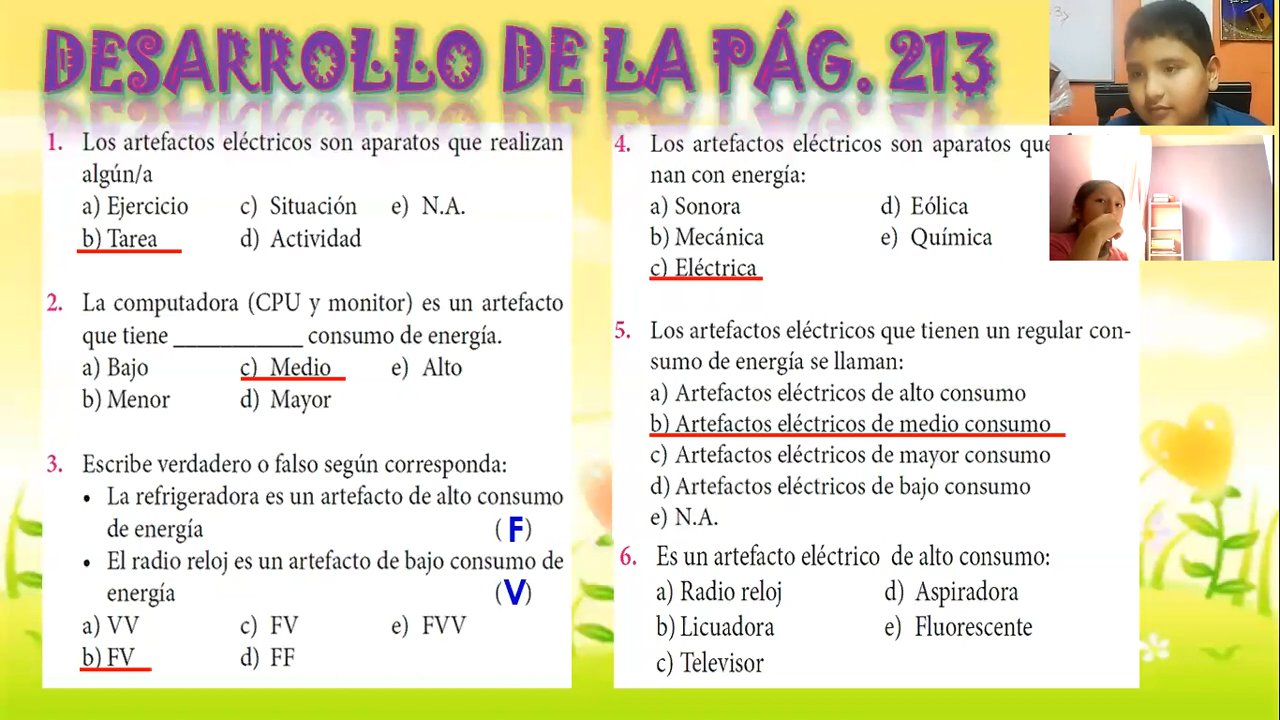 DESARROLLO DE LA PÁG. 213
1. Los artefactos eléctricos son aparatos que realizan
algún/a
a) Ejercicio c) Situación e) N.A.
b) Tarea d) Actividad
2. La computadora (CPU y monitor) es un artefacto
que tiene ___________ consumo de energía.
a) Bajo c) Medio e) Alto
b) Menor d) Mayor
3. Escribe verdadero o falso según corresponda:
• La refrigeradora es un artefacto de alto consumo
de energía (F)
• El radio reloj es un artefacto de bajo consumo de
energía (V)
a) VV c) FV e) FVV
b) FV d) FF
4. Los artefactos eléctricos son aparatos que
nan con energía:
a) Sonora d) Eólica
b) Mecánica e) Química
c) Eléctrica
5. Los artefactos eléctricos que tienen un regular con-
sumo de energía se llaman:
a) Artefactos eléctricos de alto consumo
b) Artefactos eléctricos de medio consumo
c) Artefactos eléctricos de mayor consumo
d) Artefactos eléctricos de bajo consumo
e) N.A.
6. Es un artefacto eléctrico de alto consumo:
a) Radio reloj d) Aspiradora
b) Licuadora e) Fluorescente
c) Televisor